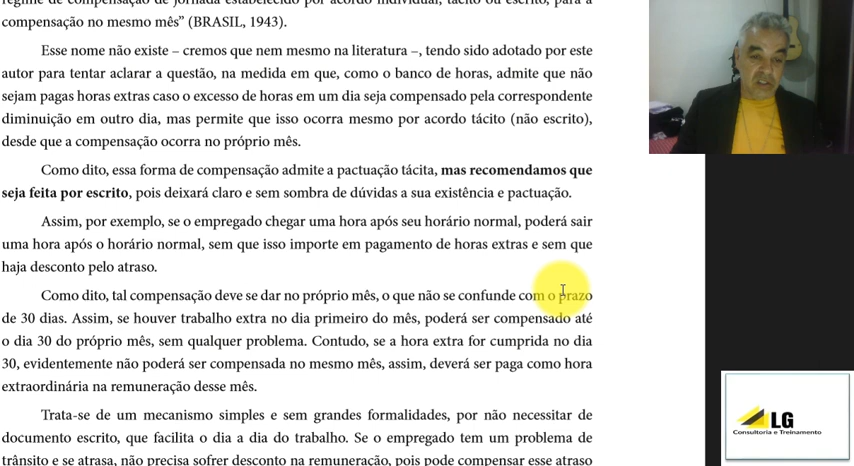 regime de compensação de jornada estabelecido por acordo individual, tácito ou escrito, para a
compensação no mesmo mês” (BRASIL, 1943).
Esse nome não existe – cremos que nem mesmo na literatura –, tendo sido adotado por este
autor para tentar aclarar a questão, na medida em que, como o banco de horas, admite que não
sejam pagas horas extras caso o excesso de horas em um dia seja compensado pela correspondente
diminuição em outro dia, mas permite que isso ocorra mesmo por acordo tácito (não escrito),
desde que a compensação ocorra no próprio mês.
Como dito, essa forma de compensação admite a pactuação tácita, mas recomendamos que
seja feita por escrito, pois deixará claro e sem sombra de dúvidas a sua existência e pactuação.
Assim, por exemplo, se o empregado chegar uma hora após seu horário normal, poderá sair
uma hora após o horário normal, sem que isso importe em pagamento de horas extras e sem que
haja desconto pelo atraso.
Como dito, tal compensação deve se dar no próprio mês, o que não se confunde com o prazo
de 30 dias. Assim, se houver trabalho extra no dia primeiro do mês, poderá ser compensado até
o dia 30 do próprio mês, sem qualquer problema. Contudo, se a hora extra for cumprida no dia
30, evidentemente não poderá ser compensada no mesmo mês, assim, deverá ser paga como hora
extraordinária na remuneração desse mês.
Trata-se de um mecanismo simples e sem grandes formalidades, por não necessitar de
documento escrito, que facilita o dia a dia do trabalho. Se o empregado tem um problema de
trânsito e se atrasa, não precisa sofrer desconto na remuneração, pois pode compensar esse atraso
LG
Consultoria e Treinamento